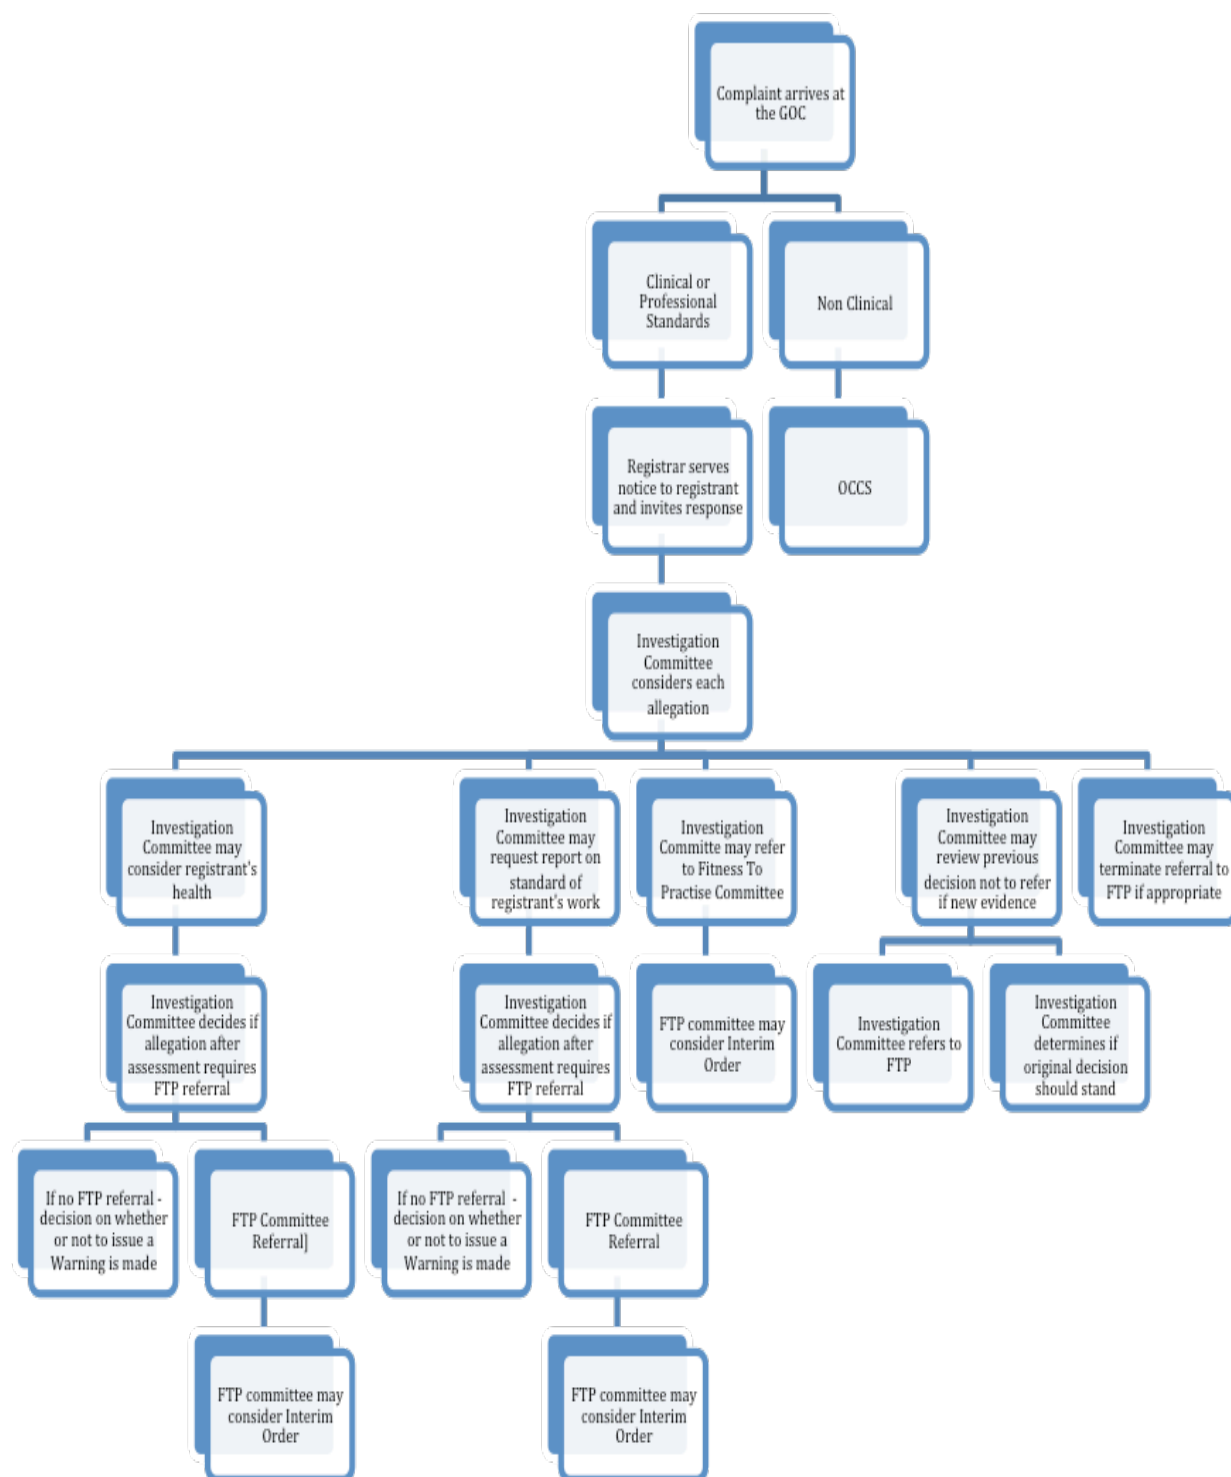 Complaint arrives at
the GOC
Clinical or
Professional
Standards
Non Clinical
Registrar serves
notice to registrant
and invites response
OCCS
Investigation
Committee
considers each
allegation
Investigation
Committee may
consider registrant's
health
Investigation
Committee may
request report on
standard of
registrant's work
Investigation
Committe may refer
to Fitness To
Practise Committee
Investigation
Committee may
review previous
decision not to refer
if new evidence
Investigation
Committee may
terminate referral to
FTP if appropriate
Investigation
Committee decides if
allegation after
assessment requires
FTP referral
Investigation
Committee decides if
allegation after
assessment requires
FTP referral
FTP committee may
consider Interim
Order
Investigation
Committee refers to
FTP
Investigation
Committee
determines if
original decision
should stand
If no FTP referral -
decision on whether
or not to issue a
Warning is made
FTP Committee
Referral]
If no FTP referral -
decision on whether
or not to issue a
Warning is made
FTP Committee
Referral
FTP committee may
consider Interim
Order
FTP committee may
consider Interim
Order